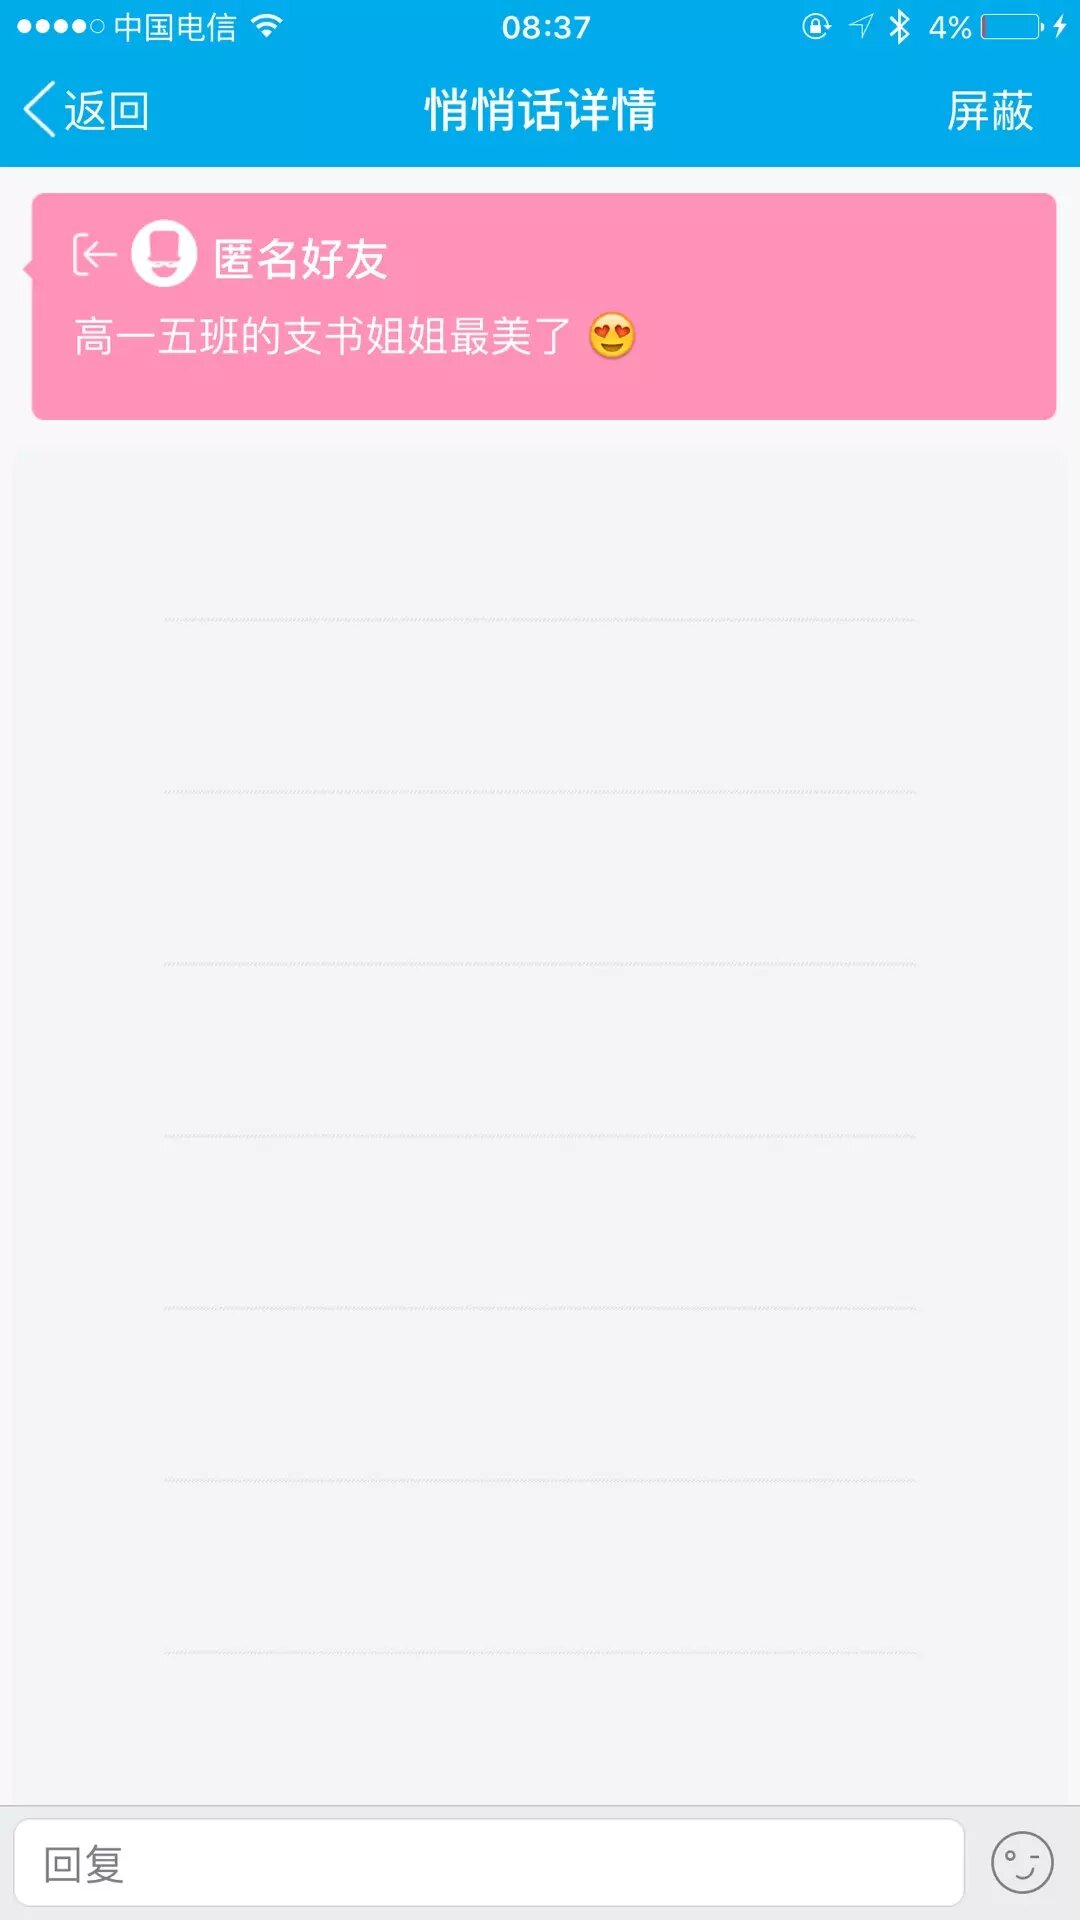 中国电信 08:37 4%
返回 悄悄话详情 屏蔽
匿名好友
高一五班的支书姐姐最美了 😍
回复